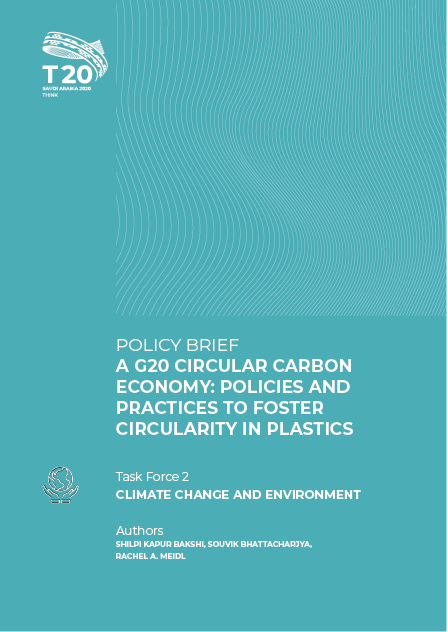 T20
SAUDI ARABIA 2020
THINK
POLICY BRIEF
A G20 CIRCULAR CARBON
ECONOMY: POLICIES AND
PRACTICES TO FOSTER
CIRCULARITY IN PLASTICS
Task Force 2
CLIMATE CHANGE AND ENVIRONMENT
Authors
SHILPI KAPUR BAKSHI, SOUVIK BHATTACHARJYA,
RACHEL A. MEIDL